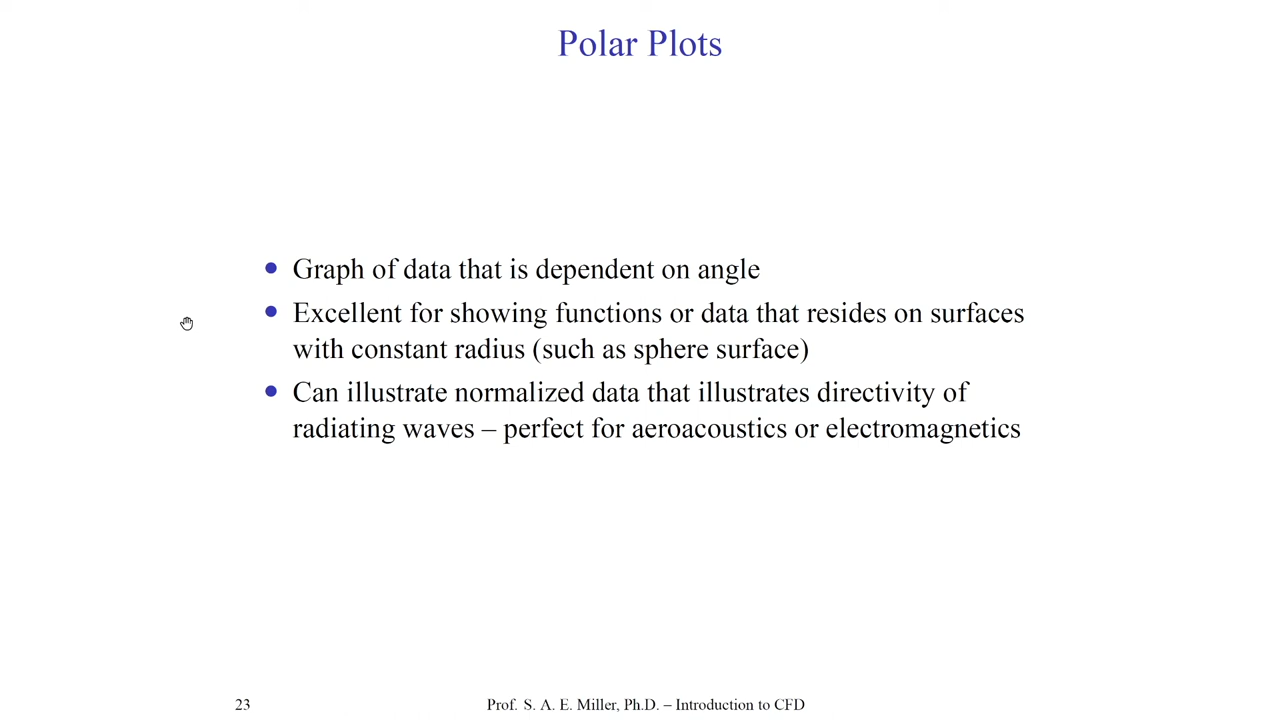 Polar Plots
• Graph of data that is dependent on angle
• Excellent for showing functions or data that resides on surfaces
with constant radius (such as sphere surface)
• Can illustrate normalized data that illustrates directivity of
radiating waves – perfect for aeroacoustics or electromagnetics
23 Prof. S. A. E. Miller, Ph.D. – Introduction to CFD